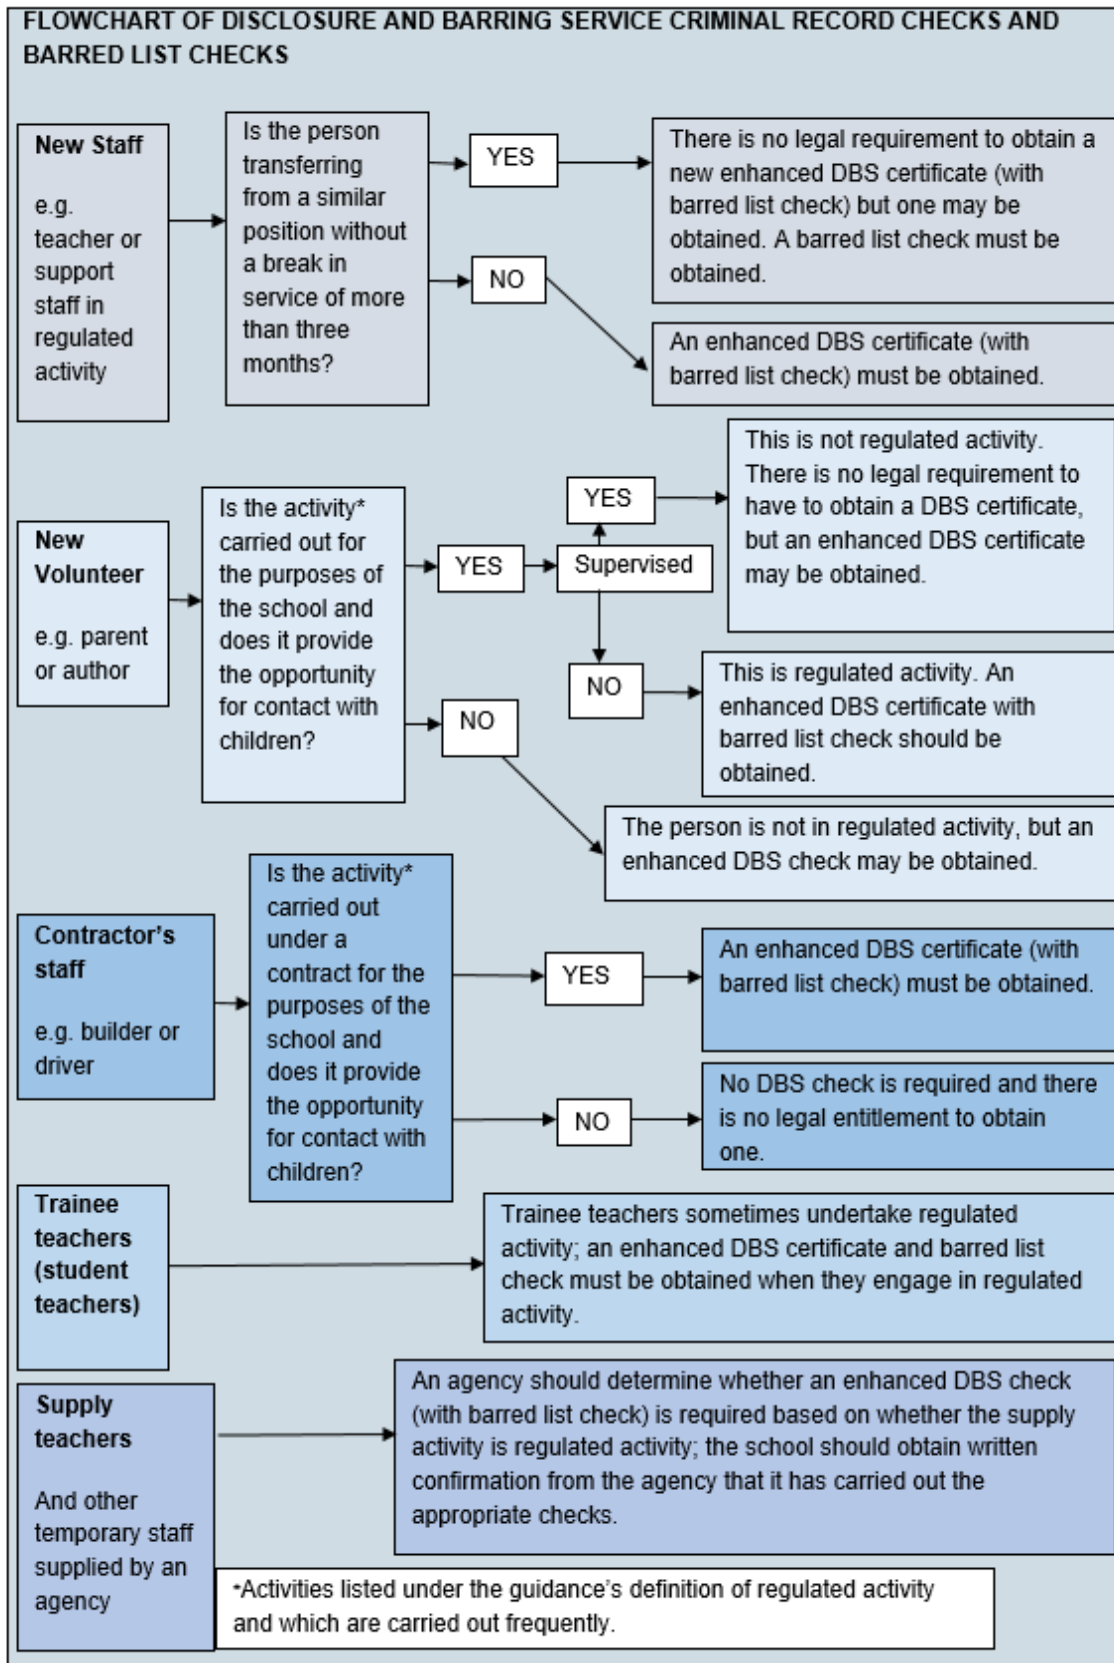 FLOWCHART OF DISCLOSURE AND BARRING SERVICE CRIMINAL RECORD CHECKS AND
BARRED LIST CHECKS
New Staff
e.g.
teacher or
support
staff in
regulated
activity
Is the person
transferring
from a similar
position without
a break in
service of more
than three
months?
YES
There is no legal requirement to obtain a
new enhanced DBS certificate (with
barred list check) but one may be
obtained. A barred list check must be
obtained.
NO
An enhanced DBS certificate (with
barred list check) must be obtained.
New
Volunteer
e.g. parent
or author
Is the activity*
carried out for
the purposes of
the school and
does it provide
the opportunity
for contact with
children?
YES
Supervised
YES
This is not regulated activity.
There is no legal requirement to
have to obtain a DBS certificate,
but an enhanced DBS certificate
may be obtained.
NO
This is regulated activity. An
enhanced DBS certificate with
barred list check should be
obtained.
NO
The person is not in regulated activity, but an
enhanced DBS check may be obtained.
Contractor's
staff
e.g. builder or
driver
Is the activity*
carried out
under a
contract for the
purposes of the
school and
does it provide
the opportunity
for contact with
children?
YES
An enhanced DBS certificate (with
barred list check) must be obtained.
NO
No DBS check is required and there
is no legal entitlement to obtain
one.
Trainee
teachers
(student
teachers)
Trainee teachers sometimes undertake regulated
activity; an enhanced DBS certificate and barred list
check must be obtained when they engage in regulated
activity.
Supply
teachers
And other
temporary staff
supplied by an
agency
An agency should determine whether an enhanced DBS check
(with barred list check) is required based on whether the supply
activity is regulated activity; the school should obtain written
confirmation from the agency that it has carried out the
appropriate checks.
*Activities listed under the guidance's definition of regulated activity
and which are carried out frequently.